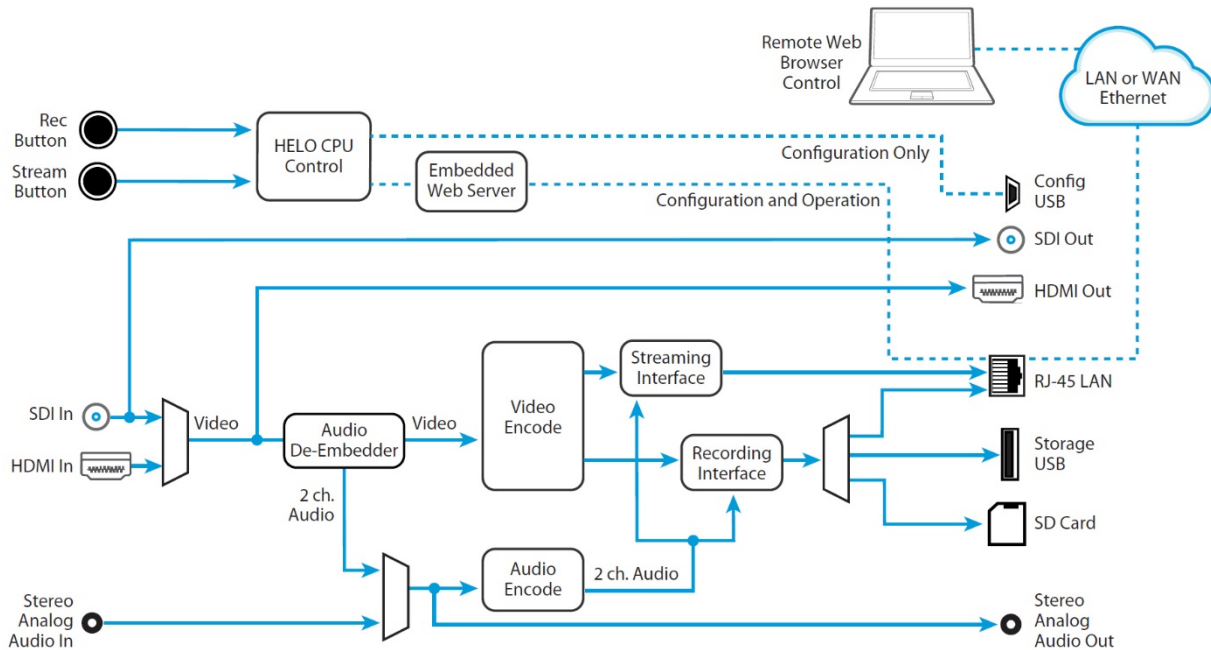 Remote Web
Browser
Control
LAN or WAN
Ethernet
Rec
Button
Stream
Button
HELO CPU
Control
Embedded
Web Server
Configuration Only
Configuration and Operation
Config
USB
SDI Out
HDMI Out
Streaming
Interface
RJ-45 LAN
SDI In
HDMI In
Video
Audio
De-Embedder
Video
Video
Encode
Recording
Interface
Storage
USB
2 ch.
Audio
SD Card
Audio
Encode
2 ch. Audio
Stereo
Analog
Audio In
Stereo
Analog
Audio Out